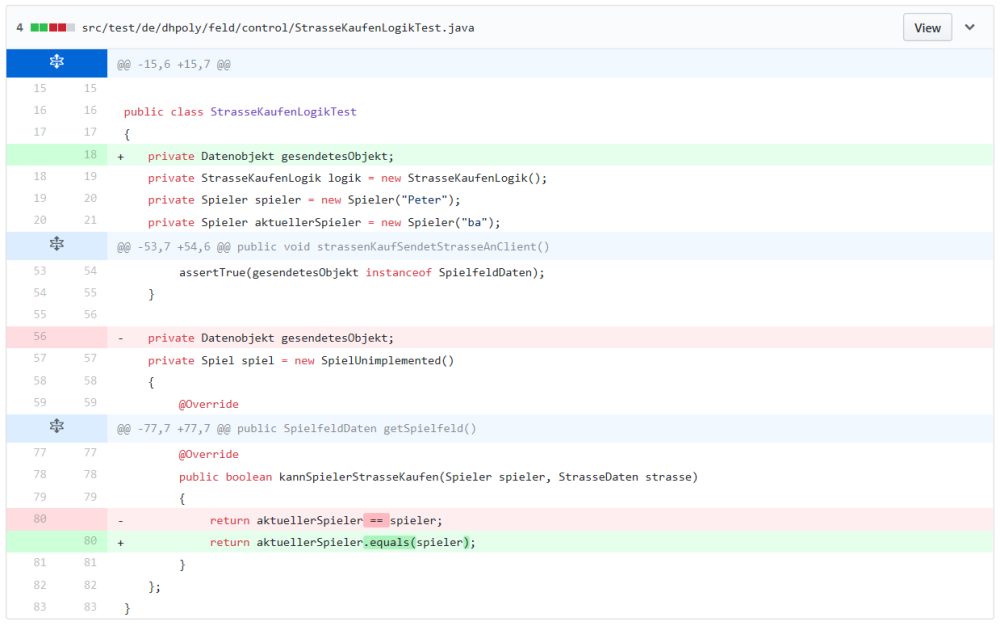 4 src/test/de/dhpoly/feld/control/StrasseKaufenLogikTest.java View
@@ -15,6 +15,7 @@
15 15
16 16 public class StrasseKaufenLogikTest
17 17 {
18 + private Datenobjekt gesendetesObjekt;
18 19 private StrasseKaufenLogik logik = new StrasseKaufenLogik();
19 20 private Spieler spieler = new Spieler("Peter");
20 21 private Spieler aktuellerSpieler = new Spieler("ba");
@@ -53,7 +54,6 @@ public void strassenKaufSendetStrasseAnClient()
53 54 assertTrue(gesendetesObjekt instanceof SpielfeldDaten);
54 55 }
55 56
56 - private Datenobjekt gesendetesObjekt;
57 57 private Spiel spiel = new SpielUnimplemented()
58 58 {
59 59 @Override
@@ -77,7 +77,7 @@ public SpielfeldDaten getSpielfeld()
77 77 @Override
78 78 public boolean kannSpielerStrasseKaufen(Spieler spieler, StrasseDaten strasse)
79 79 {
80 - return aktuellerSpieler == spieler;
80 + return aktuellerSpieler.equals(spieler);
81 81 }
82 82 };
83 83 }